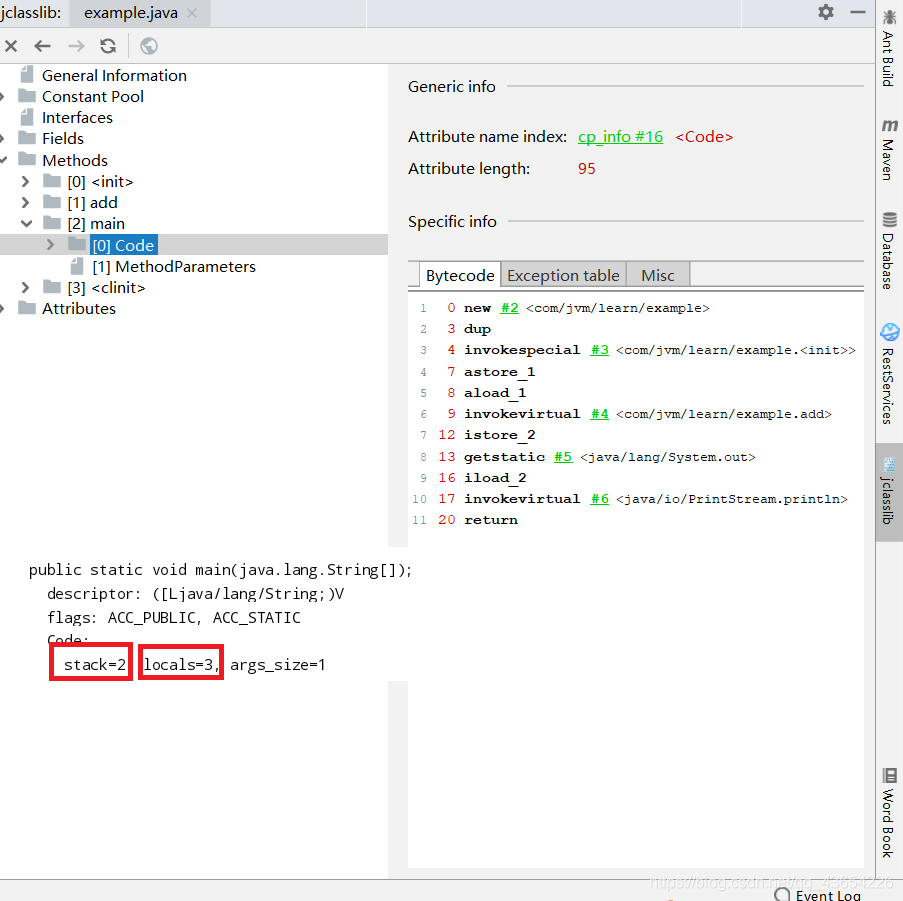 jclasslib: example.java
General Information
Constant Pool
Interfaces
Fields
Methods
[0] <init>
[1] add
[2] main
[0] Code
[1] MethodParameters
[3] <clinit>
Attributes
Generic info
Attribute name index: cp_info #16 <Code>
Attribute length: 95
Specific info
Bytecode Exception table Misc
1 0 new #2 <com/jvm/learn/example>
2 3 dup
3 4 invokespecial #3 <com/jvm/learn/example.<init>>
4 7 astore_1
5 8 aload_1
6 9 invokevirtual #4 <com/jvm/learn/example.add>
7 12 istore_2
8 13 getstatic #5 <java/lang/System.out>
9 16 iload_2
10 17 invokevirtual #6 <java/io/PrintStream.println>
11 20 return
public static void main(java.lang.String[]);
descriptor: ([Ljava/lang/String;)V
flags: ACC_PUBLIC, ACC_STATIC
Code:
stack=2 locals=3, args_size=1
Ant Build
m Maven
Database
RestServices
jclasslib
Word Book
https://blog.csdn.net/qq_43654226
Event Log